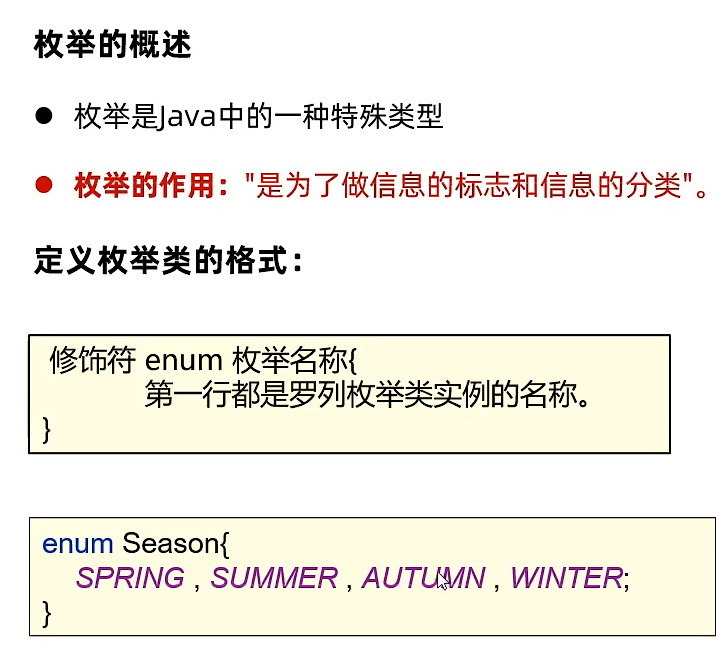 枚举的概述
● 枚举是Java中的一种特殊类型
● 枚举的作用："是为了做信息的标志和信息的分类"。
定义枚举类的格式：
修饰符 enum 枚举名称{
第一行都是罗列枚举类实例的名称。
}
enum Season{
SPRING , SUMMER , AUTUMN , WINTER;
}